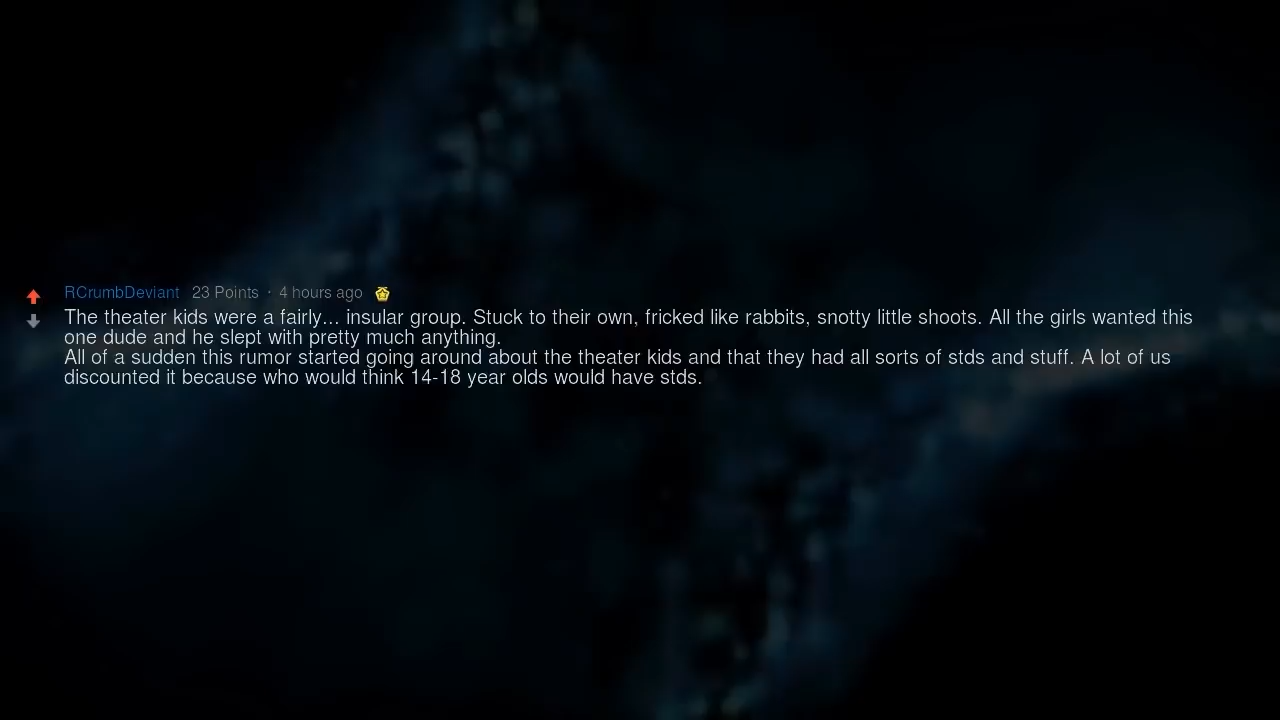 RCrumbDeviant 23 Points · 4 hours ago
The theater kids were a fairly... insular group. Stuck to their own, fricked like rabbits, snotty little shoots. All the girls wanted this
one dude and he slept with pretty much anything.
All of a sudden this rumor started going around about the theater kids and that they had all sorts of stds and stuff. A lot of us
discounted it because who would think 14-18 year olds would have stds.